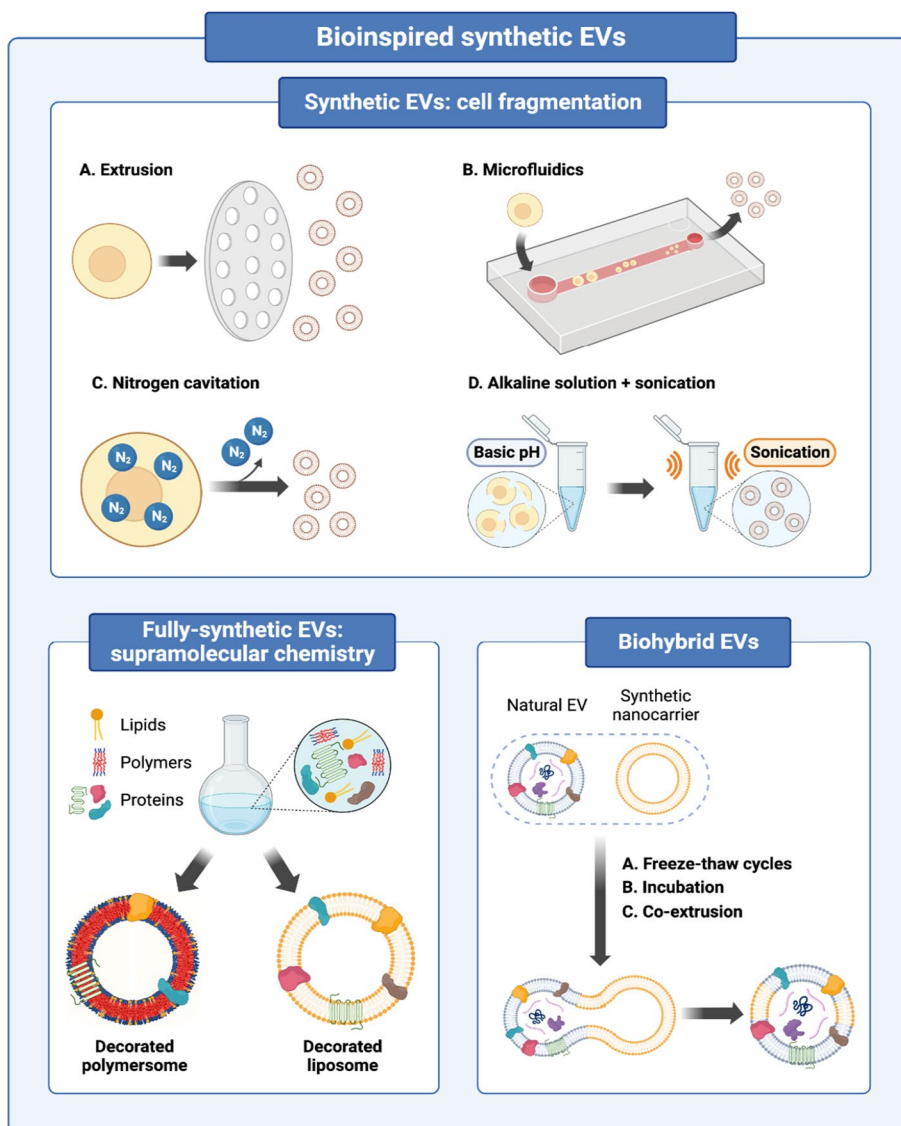 Bioinspired synthetic EVs
Synthetic EVs: cell fragmentation
A. Extrusion
B. Microfluidics
C. Nitrogen cavitation
N₂
N₂
N₂
N₂
N₂
N₂
D. Alkaline solution + sonication
Basic pH
Sonication
Fully-synthetic EVs:
supramolecular chemistry
Lipids
Polymers
Proteins
Decorated
polymersome
Decorated
liposome
Biohybrid EVs
Natural EV
Synthetic
nanocarrier
A. Freeze-thaw cycles
B. Incubation
C. Co-extrusion